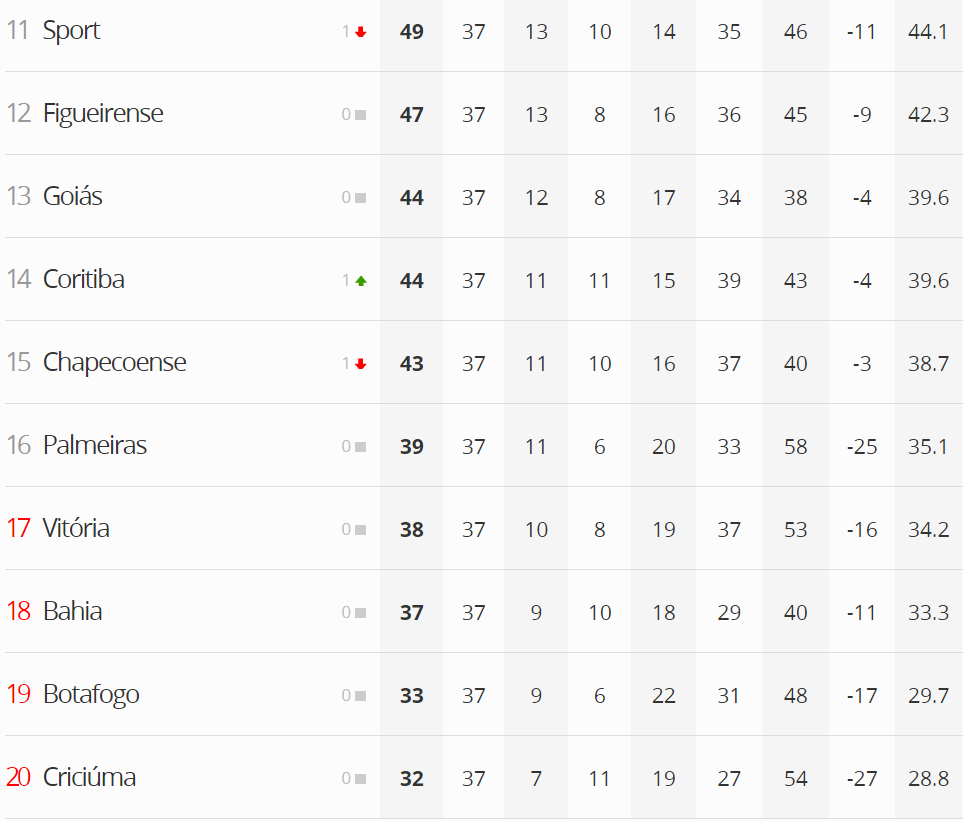 11 Sport 1 49 37 13 10 14 35 46 -11 44.1
12 Figueirense 0 47 37 13 8 16 36 45 -9 42.3
13 Goiás 0 44 37 12 8 17 34 38 -4 39.6
14 Coritiba 1 44 37 11 11 15 39 43 -4 39.6
15 Chapecoense 1 43 37 11 10 16 37 40 -3 38.7
16 Palmeiras 0 39 37 11 6 20 33 58 -25 35.1
17 Vitória 0 38 37 10 8 19 37 53 -16 34.2
18 Bahia 0 37 37 9 10 18 29 40 -11 33.3
19 Botafogo 0 33 37 9 6 22 31 48 -17 29.7
20 Criciúma 0 32 37 7 11 19 27 54 -27 28.8